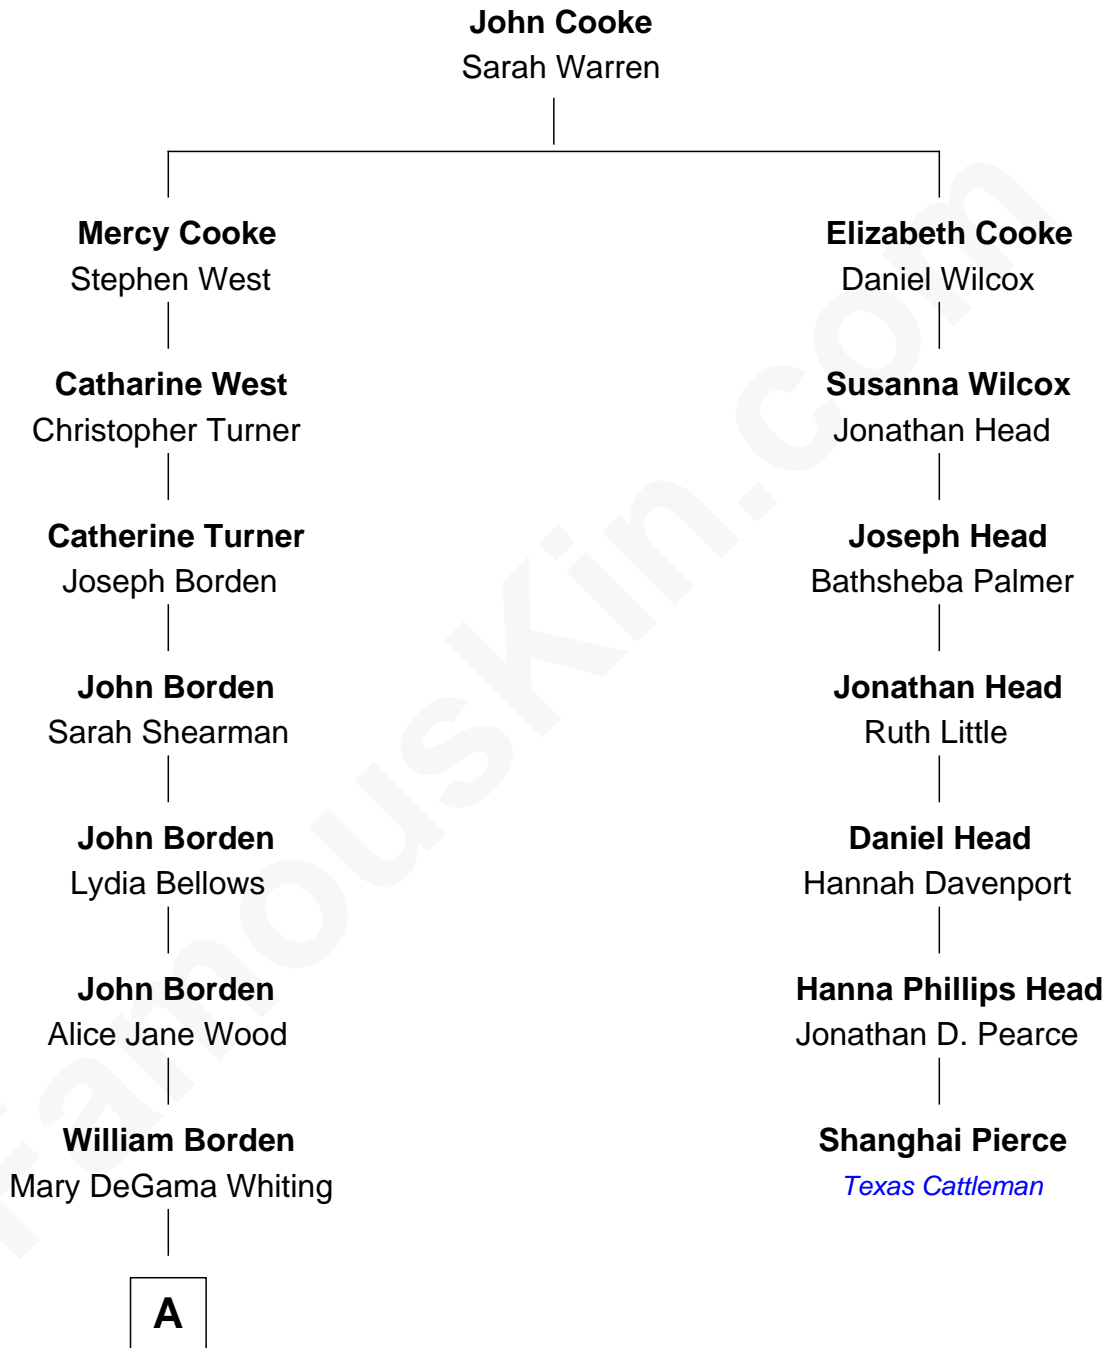 John Cooke
Sarah Warren
Mercy Cooke
Stephen West
Catharine West
Christopher Turner
Catherine Turner
Joseph Borden
John Borden
Sarah Shearman
John Borden
Lydia Bellows
John Borden
Alice Jane Wood
William Borden
Mary DeGama Whiting
A
Elizabeth Cooke
Daniel Wilcox
Susanna Wilcox
Jonathan Head
Joseph Head
Bathsheba Palmer
Jonathan Head
Ruth Little
Daniel Head
Hannah Davenport
Hanna Phillips Head
Jonathan D. Pearce
Shanghai Pierce
Texas Cattleman
FamousKin.com